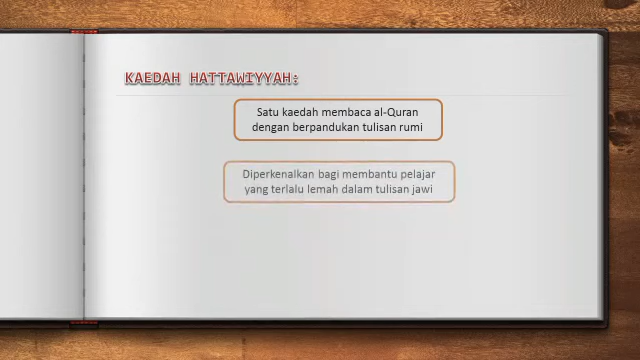 KAEDAH HATTAWIYYAH:
Satu kaedah membaca al-Quran
dengan berpandukan tulisan rumi
Diperkenalkan bagi membantu pelajar
yang terlalu lemah dalam tulisan jawi